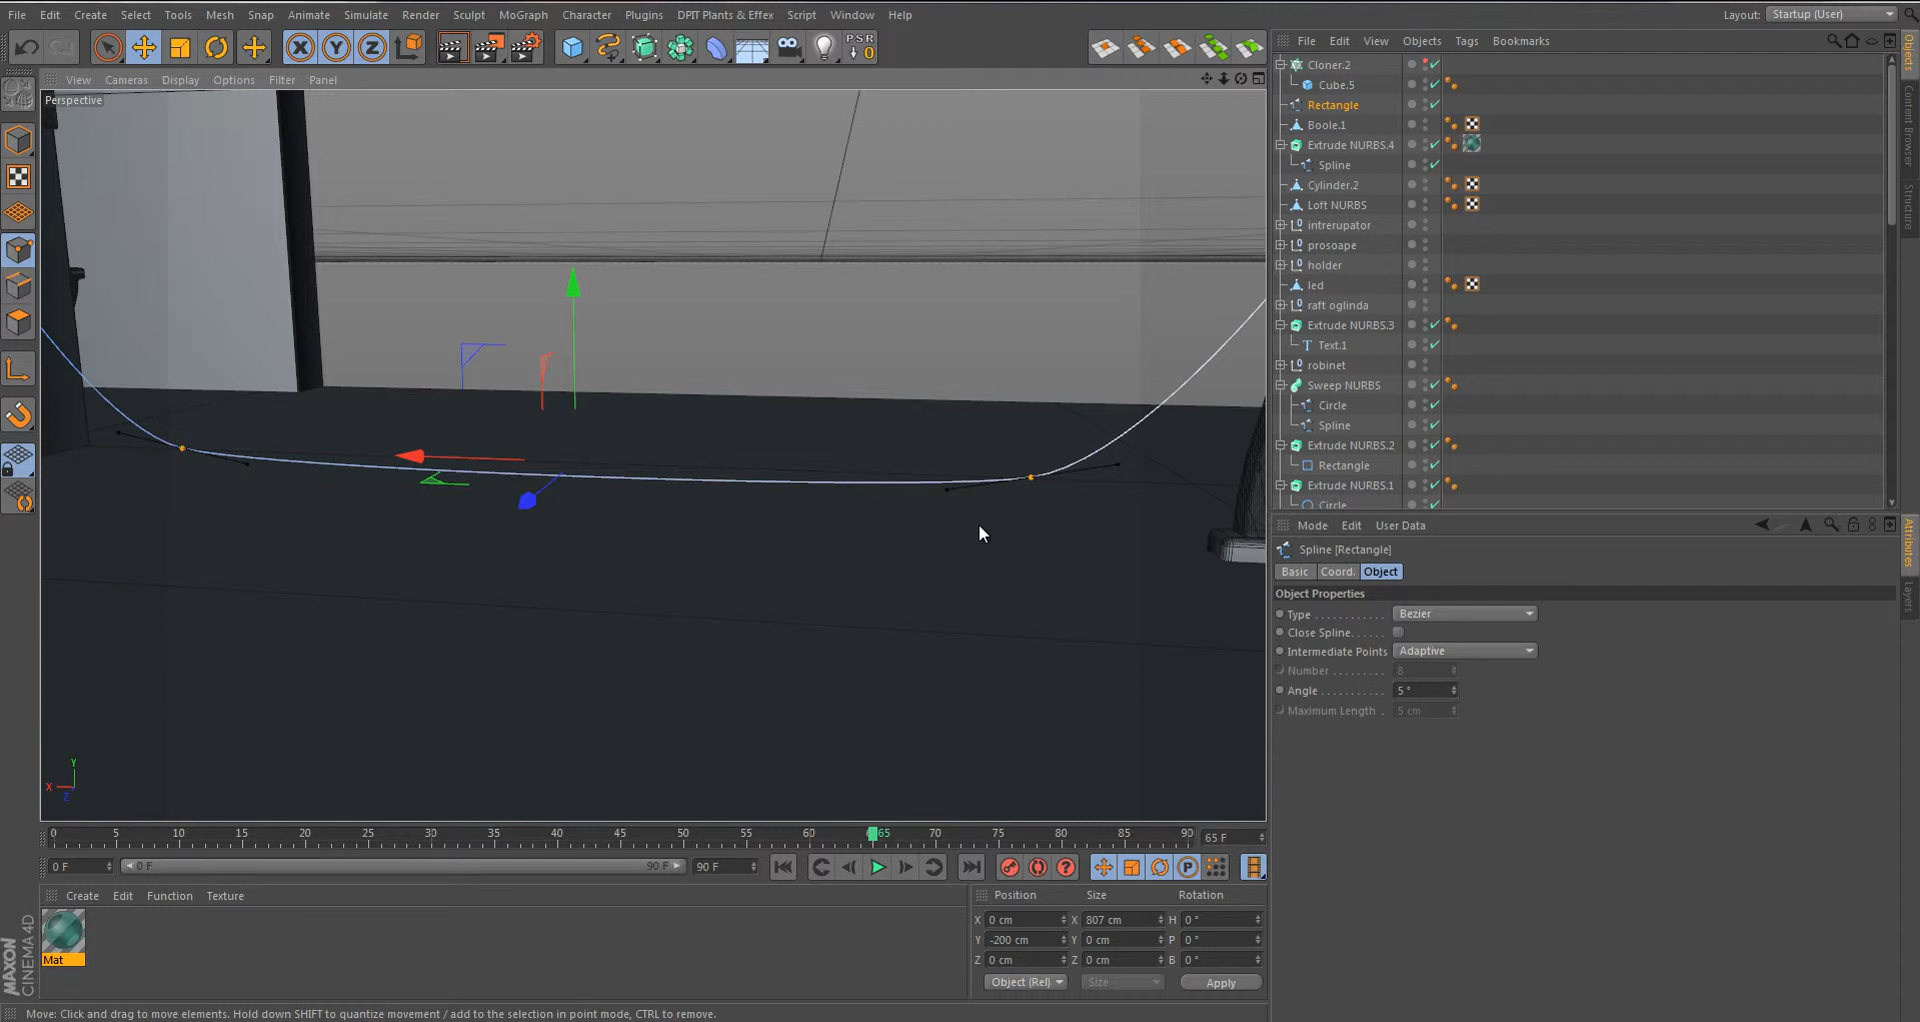 File Edit Create Select Tools Mesh Snap Animate Simulate Render Sculpt MoGraph Character Plugins DPIT Plants & Effex Script Window Help Layout: Startup (User)
PSR
0
File Edit View Objects Tags Bookmarks
View Cameras Display Options Filter Panel
Perspective
Cloner.2
Cube.5
Rectangle
Boole.1
Extrude NURBS.4
Spline
Cylinder.2
Loft NURBS
intrerupator
prosoape
holder
led
raft oglinda
Extrude NURBS.3
Text.1
robinet
Sweep NURBS
Circle
Spline
Extrude NURBS.2
Rectangle
Extrude NURBS.1
Circle
Objects
Content Browser
Structure
Mode Edit User Data
Spline [Rectangle]
Basic Coord. Object
Object Properties
Type Bezier
Close Spline
Intermediate Points Adaptive
Number 8
Angle 5 °
Maximum Length 5 cm
Attributes
Layers
Y
X
Z
0 5 10 15 20 25 30 35 40 45 50 55 60 65 70 75 80 85 90 65 F
0 F 0 F 90 F 90 F
Create Edit Function Texture
Mat
MAXON
CINEMA 4D
Position Size Rotation
X 0 cm X 807 cm H 0 °
Y -200 cm Y 0 cm P 0 °
Z 0 cm Z 0 cm B 0 °
Object (Rel) Size Apply
Move: Click and drag to move elements. Hold down SHIFT to quantize movement / add to the selection in point mode, CTRL to remove.